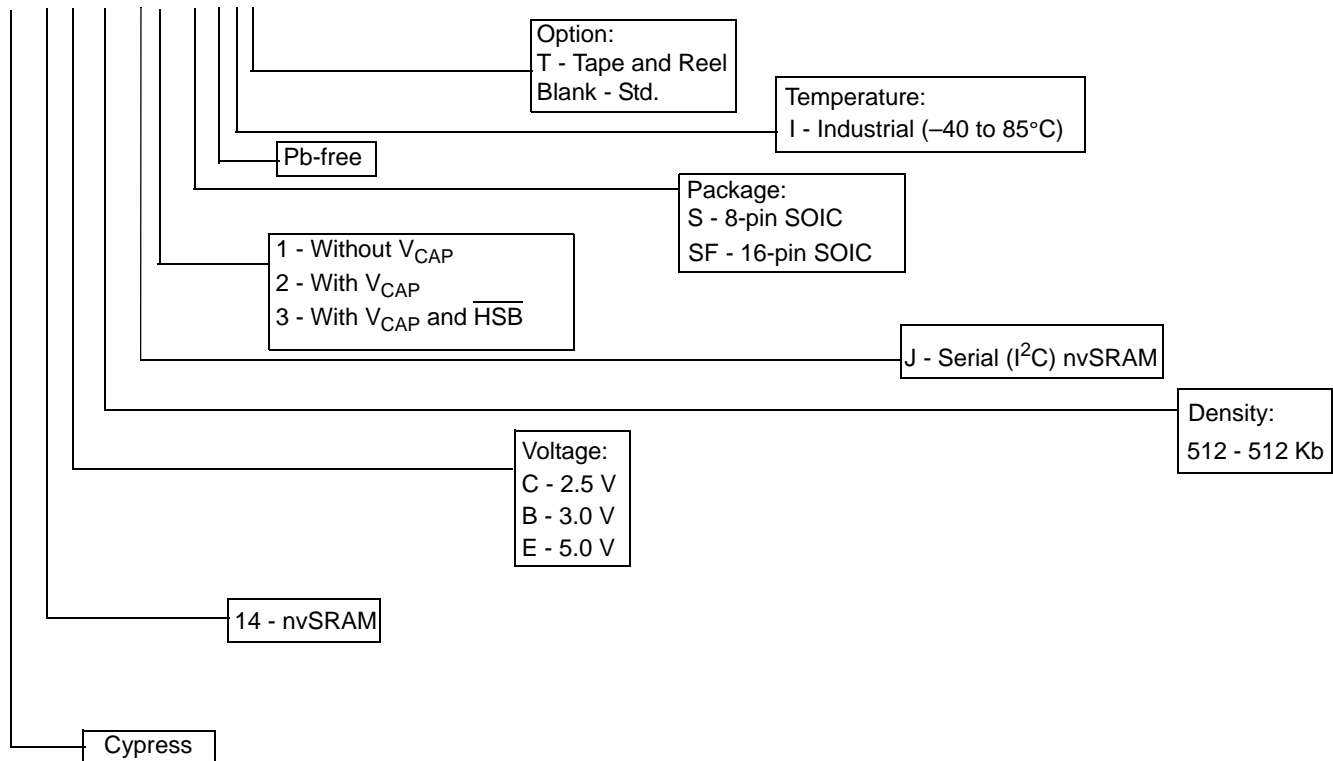 Option:
T - Tape and Reel
Blank - Std.
Temperature:
I - Industrial (–40 to 85°C)
Pb-free
Package:
S - 8-pin SOIC
SF - 16-pin SOIC
1 - Without VCAP
2 - With VCAP
3 - With VCAP and HSB
J - Serial (I²C) nvSRAM
Density:
512 - 512 Kb
Voltage:
C - 2.5 V
B - 3.0 V
E - 5.0 V
14 - nvSRAM
Cypress